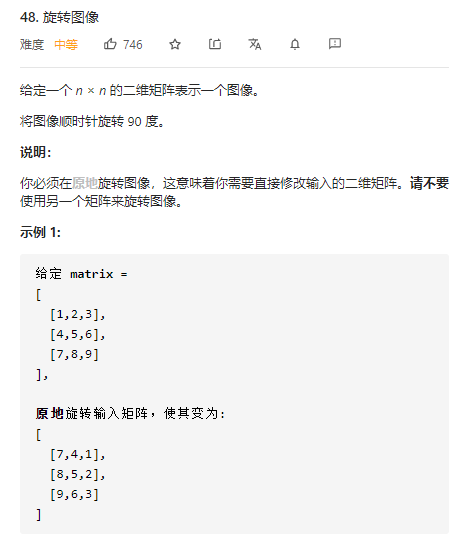 48. 旋转图像
难度 中等 746
给定一个 n × n 的二维矩阵表示一个图像。
将图像顺时针旋转 90 度。
说明：
你必须在原地旋转图像，这意味着你需要直接修改输入的二维矩阵。请不要
使用另一个矩阵来旋转图像。
示例 1:
给定 matrix =
[
[1,2,3],
[4,5,6],
[7,8,9]
],
原地旋转输入矩阵，使其变为:
[
[7,4,1],
[8,5,2],
[9,6,3]
]